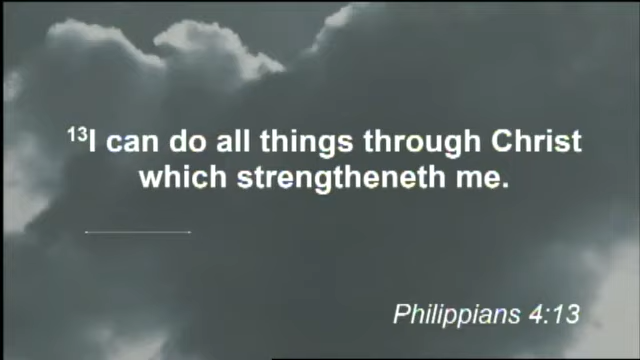 ¹³I can do all things through Christ
which strengtheneth me.
Philippians 4:13